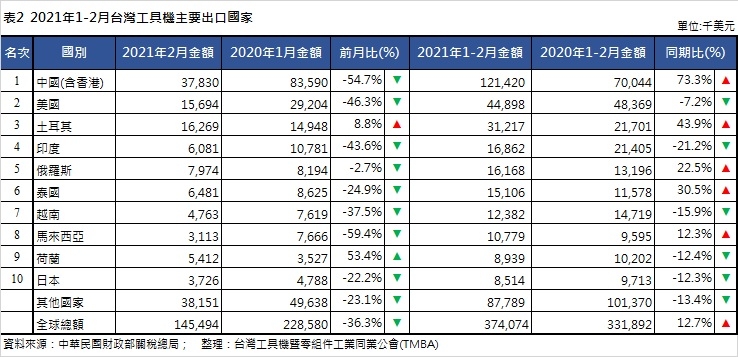 表2 2021年1-2月台灣工具機主要出口國家
單位:千美元
名次 國別 2021年2月金額 2020年1月金額 前月比(%) 2021年1-2月金額 2020年1-2月金額 同期比(%)
1 中國(含香港) 37,830 83,590 -54.7% ▼ 121,420 70,044 73.3% ▲
2 美國 15,694 29,204 -46.3% ▼ 44,898 48,369 -7.2% ▼
3 土耳其 16,269 14,948 8.8% ▲ 31,217 21,701 43.9% ▲
4 印度 6,081 10,781 -43.6% ▼ 16,862 21,405 -21.2% ▼
5 俄羅斯 7,974 8,194 -2.7% ▼ 16,168 13,196 22.5% ▲
6 泰國 6,481 8,625 -24.9% ▼ 15,106 11,578 30.5% ▲
7 越南 4,763 7,619 -37.5% ▼ 12,382 14,719 -15.9% ▼
8 馬來西亞 3,113 7,666 -59.4% ▼ 10,779 9,595 12.3% ▲
9 荷蘭 5,412 3,527 53.4% ▲ 8,939 10,202 -12.4% ▼
10 日本 3,726 4,788 -22.2% ▼ 8,514 9,713 -12.3% ▼
其他國家 38,151 49,638 -23.1% ▼ 87,789 101,370 -13.4% ▼
全球總額 145,494 228,580 -36.3% ▼ 374,074 331,892 12.7% ▲
資料來源：中華民國財政部關稅總局； 整理：台灣工具機暨零組件工業同業公會(TMBA)